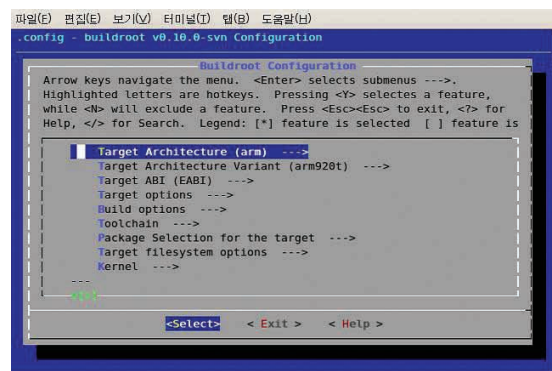 파일(F) 편집(E) 보기(V) 터미널(T) 탭(B) 도움말(H)
.config - buildroot v0.10.0-svn Configuration
Buildroot Configuration
Arrow keys navigate the menu. <Enter> selects submenus --->.
Highlighted letters are hotkeys. Pressing <Y> selectes a feature,
while <N> will exclude a feature. Press <Esc><Esc> to exit, <?> for
Help, </> for Search. Legend: [*] feature is selected [ ] feature is
Target Architecture (arm) --->
Target Architecture Variant (arm920t) --->
Target ABI (EABI) --->
Target options --->
Build options --->
Toolchain --->
Package Selection for the target --->
Target filesystem options --->
Kernel --->
---
<Select> < Exit > < Help >